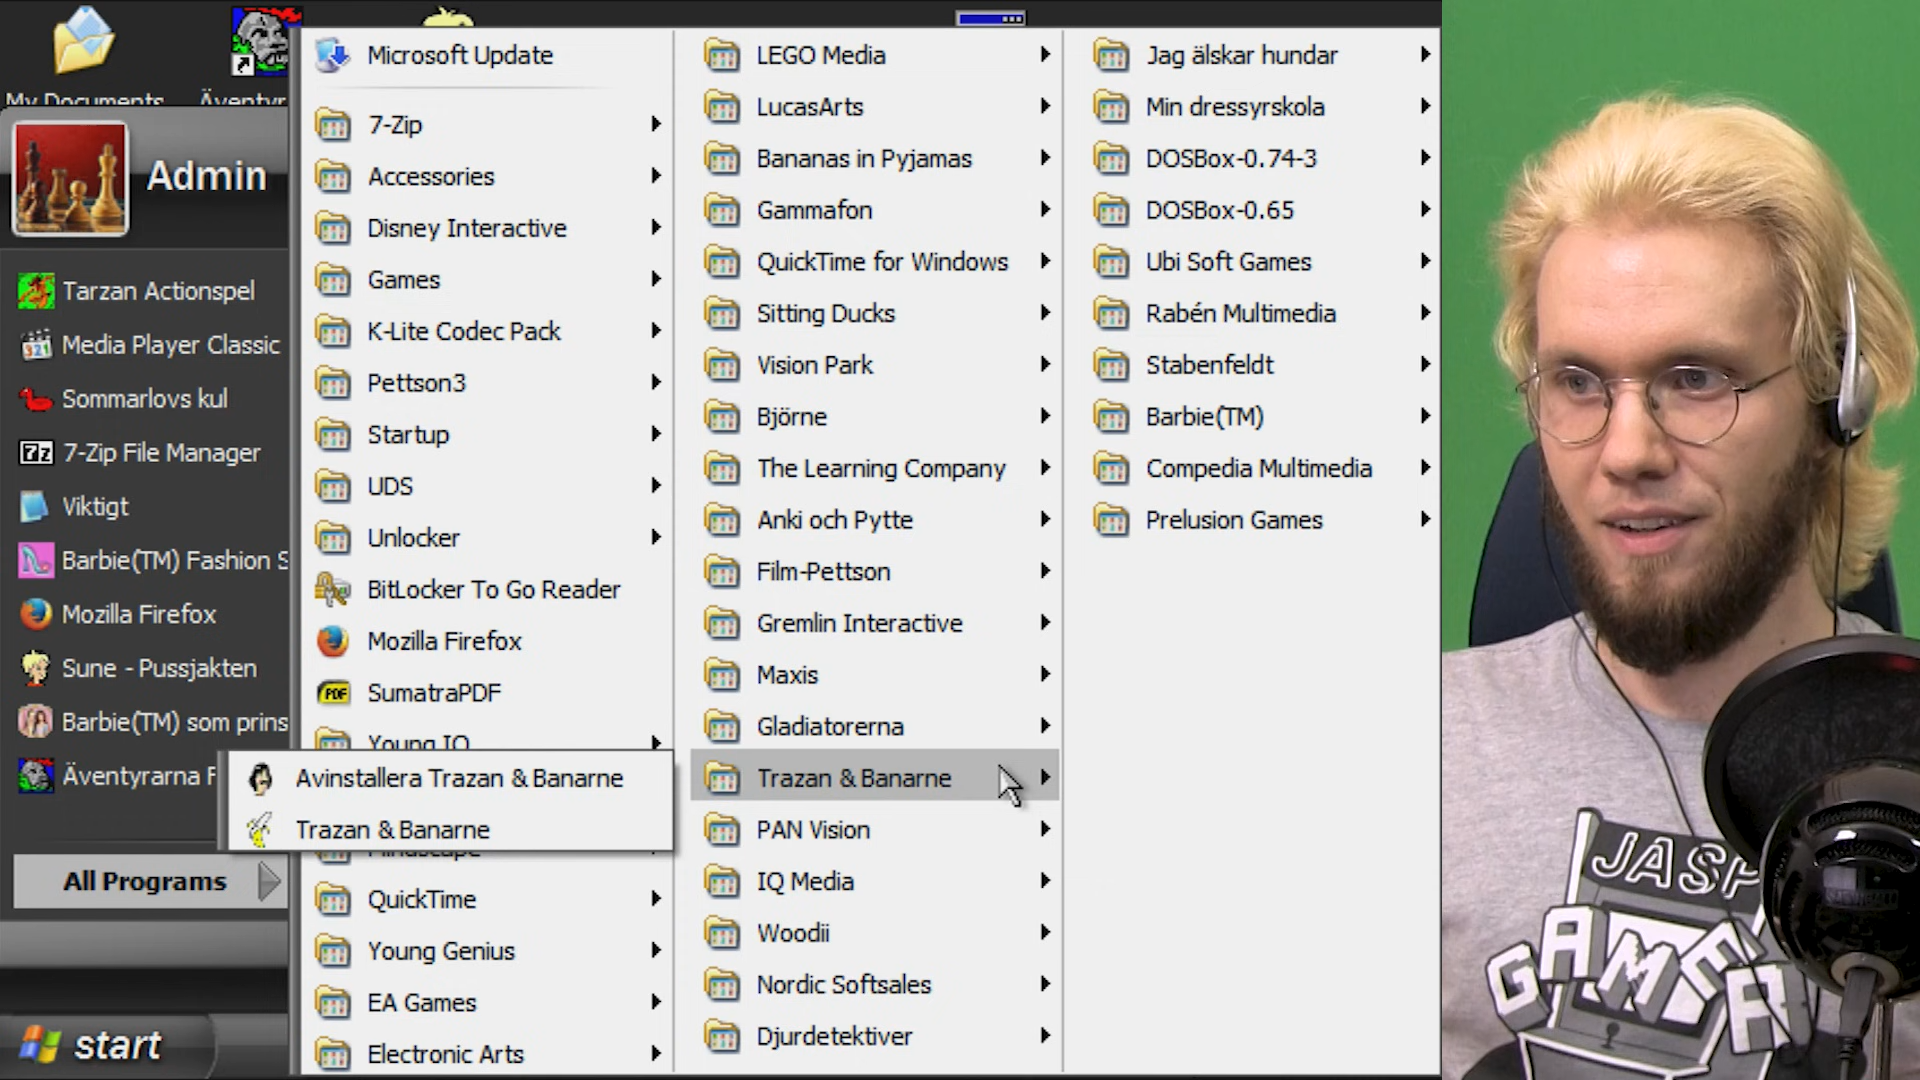 My Documents
Äventyr
Admin
Tarzan Actionspel
Media Player Classic
Sommarlovs kul
7-Zip File Manager
Viktigt
Barbie(TM) Fashion S
Mozilla Firefox
Sune - Pussjakten
Barbie(TM) som prins
Äventyrarna F
All Programs
start
Microsoft Update
7-Zip
Accessories
Disney Interactive
Games
K-Lite Codec Pack
Pettson3
Startup
UDS
Unlocker
BitLocker To Go Reader
Mozilla Firefox
SumatraPDF
Young IQ
Avinstallera Trazan & Banarne
Trazan & Banarne
Mindscape
QuickTime
Young Genius
EA Games
Electronic Arts
LEGO Media
LucasArts
Bananas in Pyjamas
Gammafon
QuickTime for Windows
Sitting Ducks
Vision Park
Björne
The Learning Company
Anki och Pytte
Film-Pettson
Gremlin Interactive
Maxis
Gladiatorerna
Trazan & Banarne
PAN Vision
IQ Media
Woodii
Nordic Softsales
Djurdetektiver
Jag älskar hundar
Min dressyrskola
DOSBox-0.74-3
DOSBox-0.65
Ubi Soft Games
Rabén Multimedia
Stabenfeldt
Barbie(TM)
Compedia Multimedia
Prelusion Games
JASP
GAMER